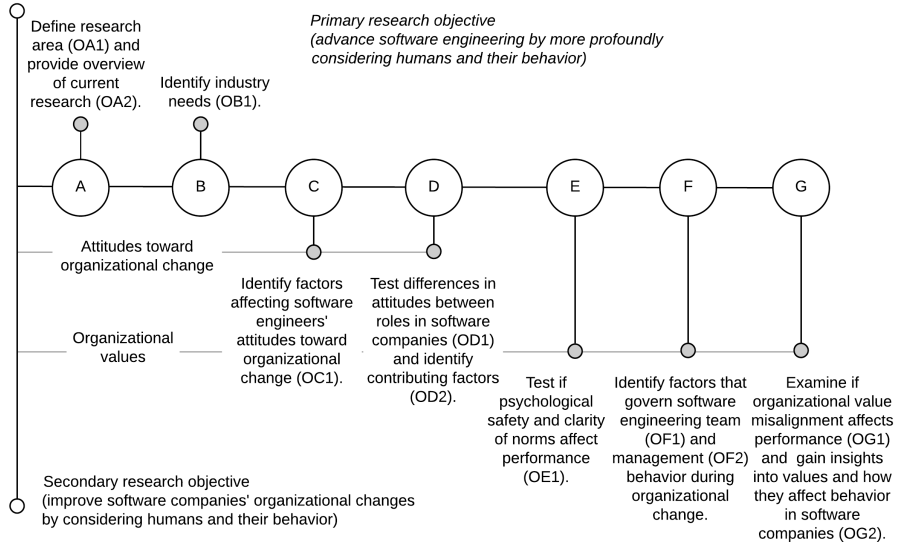 Define research
area (OA1) and
provide overview
of current
research (OA2).
Identify industry
needs (OB1).
Primary research objective
(advance software engineering by more profoundly
considering humans and their behavior)
A
B
C
D
E
F
G
Attitudes toward
organizational change
Identify factors
affecting software
engineers'
attitudes toward
organizational
change (OC1).
Test differences in
attitudes between
roles in software
companies (OD1)
and identify
contributing factors
(OD2).
Organizational
values
Test if
psychological
safety and clarity
of norms affect
performance
(OE1).
Identify factors that
govern software
engineering team
(OF1) and
management (OF2)
behavior during
organizational
change.
Examine if
organizational value
misalignment affects
performance (OG1)
and gain insights
into values and how
they affect behavior
in software
companies (OG2).
Secondary research objective
(improve software companies' organizational changes
by considering humans and their behavior)